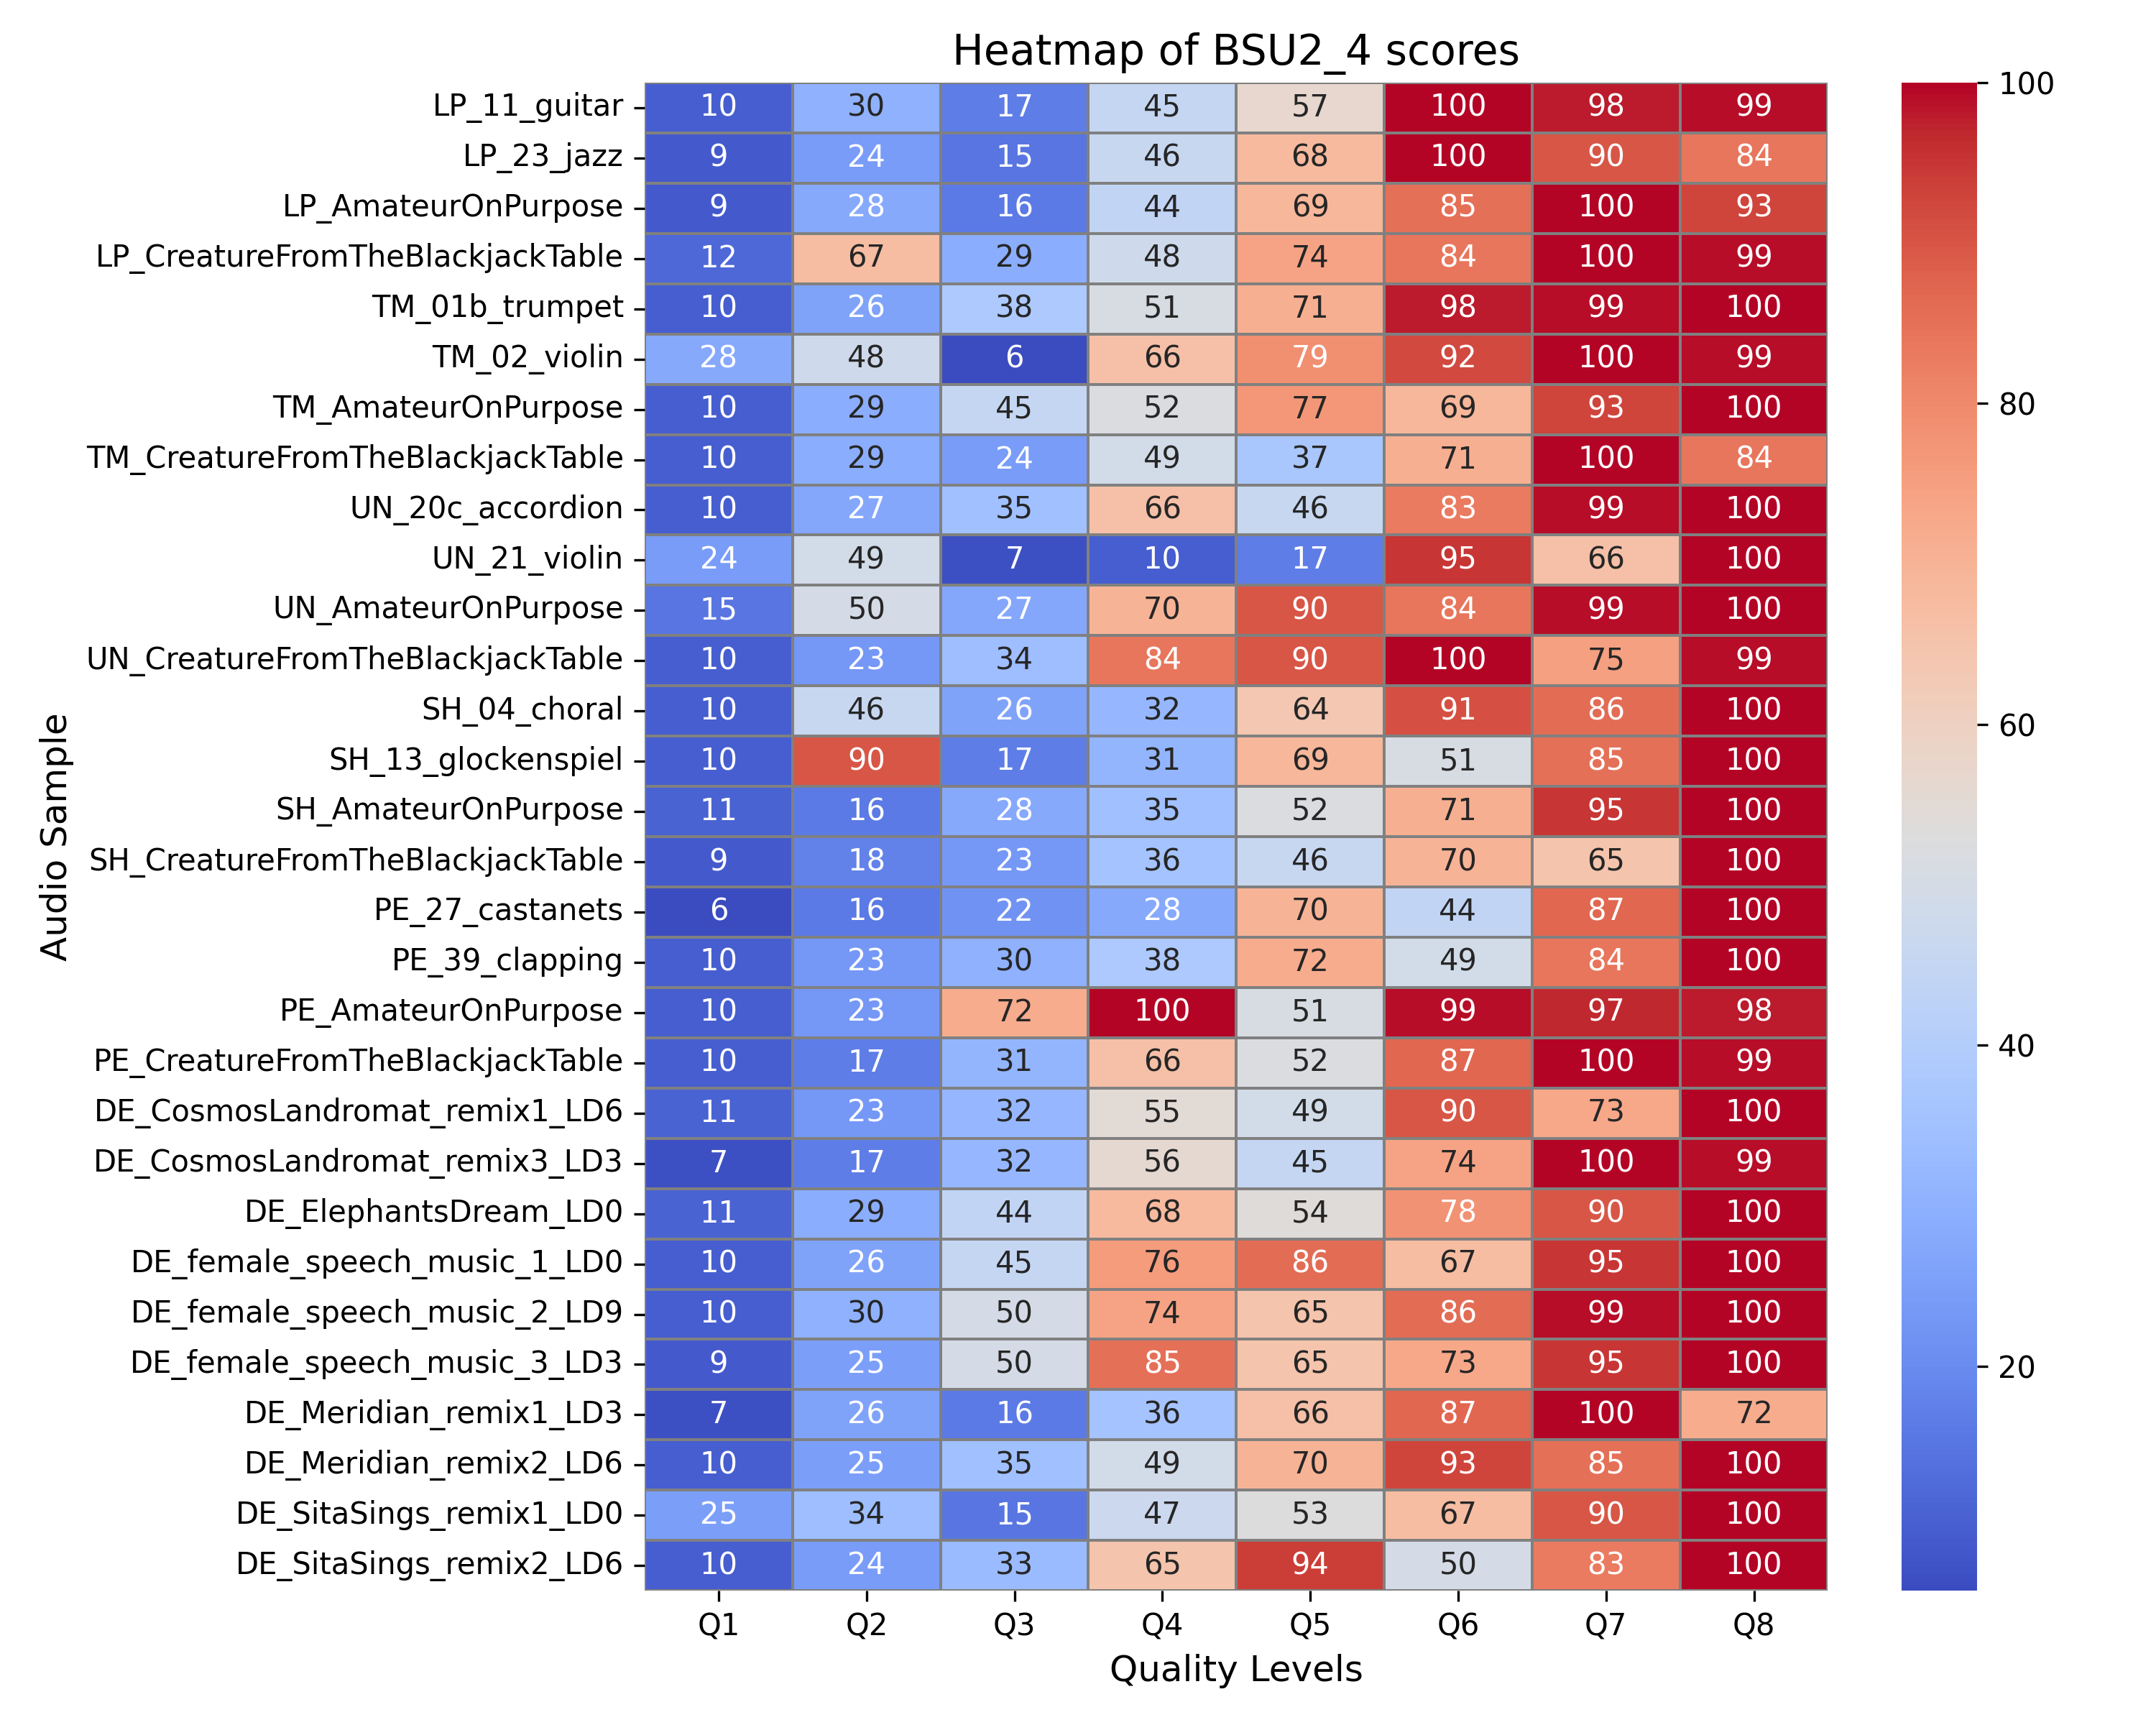 Heatmap of BSU2_4 scores
LP_11_guitar 10 30 17 45 57 100 98 99
LP_23_jazz 9 24 15 46 68 100 90 84
LP_AmateurOnPurpose 9 28 16 44 69 85 100 93
LP_CreatureFromTheBlackjackTable 12 67 29 48 74 84 100 99
TM_01b_trumpet 10 26 38 51 71 98 99 100
TM_02_violin 28 48 6 66 79 92 100 99
TM_AmateurOnPurpose 10 29 45 52 77 69 93 100
TM_CreatureFromTheBlackjackTable 10 29 24 49 37 71 100 84
UN_20c_accordion 10 27 35 66 46 83 99 100
UN_21_violin 24 49 7 10 17 95 66 100
UN_AmateurOnPurpose 15 50 27 70 90 84 99 100
UN_CreatureFromTheBlackjackTable 10 23 34 84 90 100 75 99
SH_04_choral 10 46 26 32 64 91 86 100
SH_13_glockenspiel 10 90 17 31 69 51 85 100
SH_AmateurOnPurpose 11 16 28 35 52 71 95 100
SH_CreatureFromTheBlackjackTable 9 18 23 36 46 70 65 100
PE_27_castanets 6 16 22 28 70 44 87 100
PE_39_clapping 10 23 30 38 72 49 84 100
PE_AmateurOnPurpose 10 23 72 100 51 99 97 98
PE_CreatureFromTheBlackjackTable 10 17 31 66 52 87 100 99
DE_CosmosLandromat_remix1_LD6 11 23 32 55 49 90 73 100
DE_CosmosLandromat_remix3_LD3 7 17 32 56 45 74 100 99
DE_ElephantsDream_LD0 11 29 44 68 54 78 90 100
DE_female_speech_music_1_LD0 10 26 45 76 86 67 95 100
DE_female_speech_music_2_LD9 10 30 50 74 65 86 99 100
DE_female_speech_music_3_LD3 9 25 50 85 65 73 95 100
DE_Meridian_remix1_LD3 7 26 16 36 66 87 100 72
DE_Meridian_remix2_LD6 10 25 35 49 70 93 85 100
DE_SitaSings_remix1_LD0 25 34 15 47 53 67 90 100
DE_SitaSings_remix2_LD6 10 24 33 65 94 50 83 100
Q1 Q2 Q3 Q4 Q5 Q6 Q7 Q8
Quality Levels
Audio Sample
100
80
60
40
20